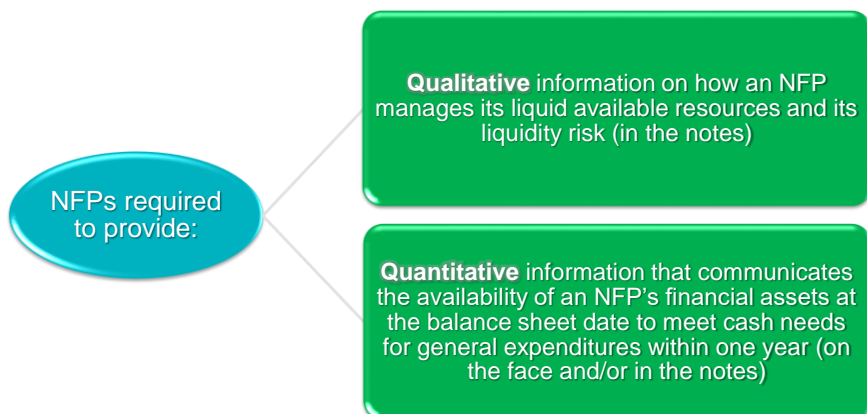 NFPs required
to provide:
Qualitative information on how an NFP
manages its liquid available resources and its
liquidity risk (in the notes)
Quantitative information that communicates
the availability of an NFP’s financial assets at
the balance sheet date to meet cash needs
for general expenditures within one year (on
the face and/or in the notes)